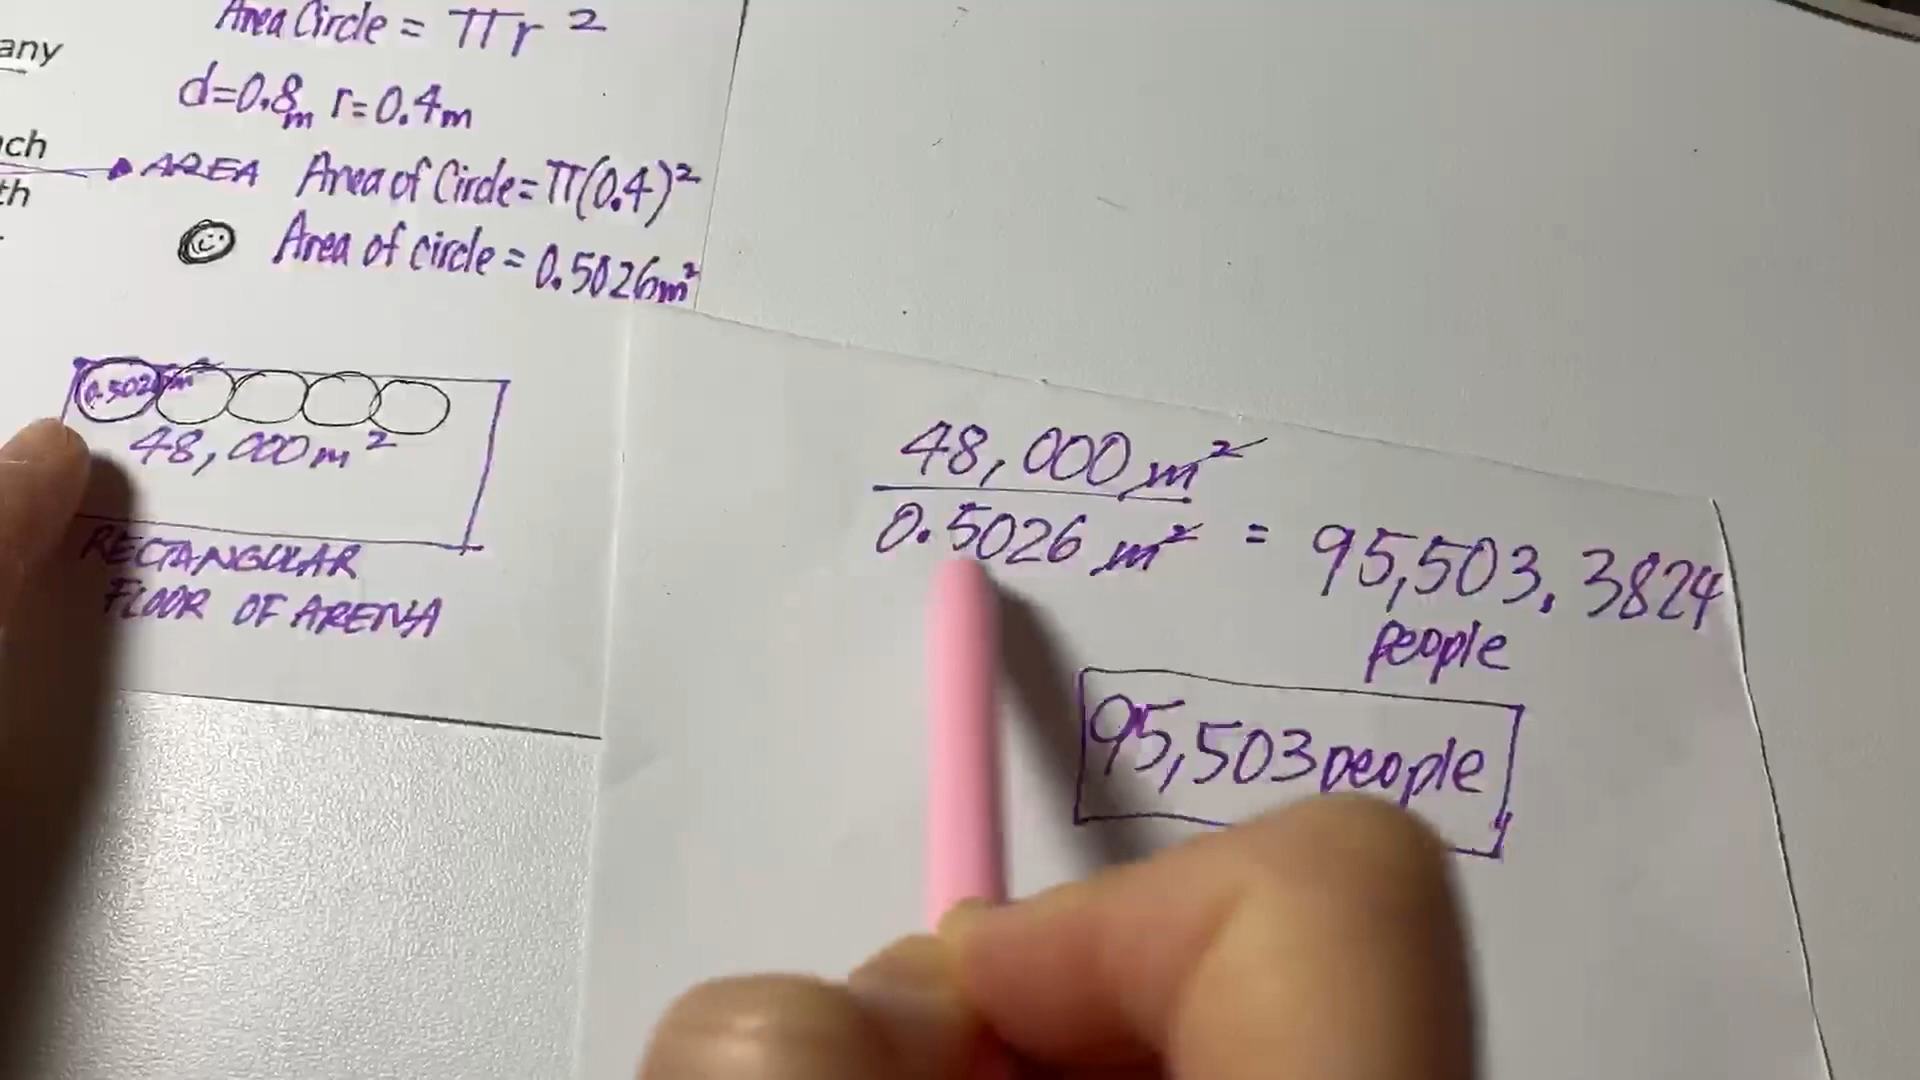 any
ch
th
Area Circle = πr²
d=0.8m r=0.4m
AREA Area of Circle = π(0.4)²
Area of circle = 0.5026m²
48,000m²
RECTANGULAR
FLOOR OF ARENA
48,000 m²
0.5026 m² = 95,503.3824
people
95,503 people